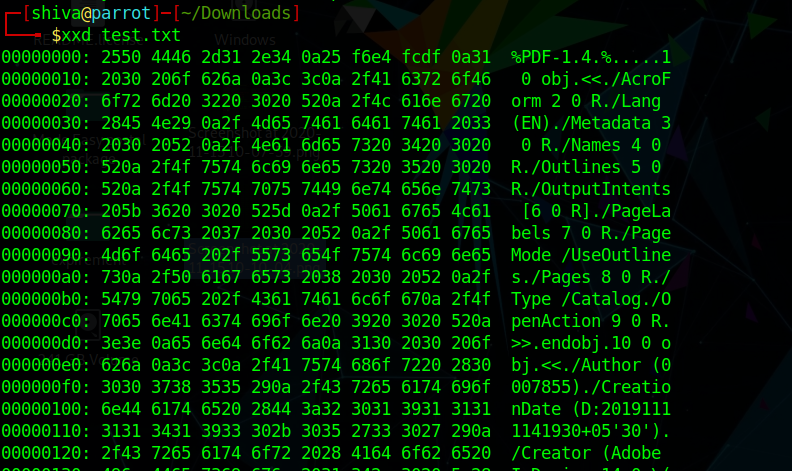 [shiva@parrot]─[~/Downloads]
$xxd test.txt
00000000: 2550 4446 2d31 2e34 0a25 f6e4 fcdf 0a31  %PDF-1.4.%.....1
00000010: 2030 206f 626a 0a3c 3c0a 2f41 6372 6f46   0 obj.<<./AcroF
00000020: 6f72 6d20 3220 3020 520a 2f4c 616e 6720  orm 2 0 R./Lang
00000030: 2845 4e29 0a2f 4d65 7461 6461 7461 2033  (EN)./Metadata 3
00000040: 2030 2052 0a2f 4e61 6d65 7320 3420 3020   0 R./Names 4 0
00000050: 520a 2f4f 7574 6c69 6e65 7320 3520 3020  R./Outlines 5 0
00000060: 520a 2f4f 7574 7075 7449 6e74 656e 7473  R./OutputIntents
00000070: 205b 3620 3020 525d 0a2f 5061 6765 4c61   [6 0 R]./PageLa
00000080: 6265 6c73 2037 2030 2052 0a2f 5061 6765  bels 7 0 R./Page
00000090: 4d6f 6465 202f 5573 654f 7574 6c69 6e65  Mode /UseOutline
000000a0: 730a 2f50 6167 6573 2038 2030 2052 0a2f  s./Pages 8 0 R./
000000b0: 5479 7065 202f 4361 7461 6c6f 670a 2f4f  Type /Catalog./O
000000c0: 7065 6e41 6374 696f 6e20 3920 3020 520a  penAction 9 0 R.
000000d0: 3e3e 0a65 6e64 6f62 6a0a 3130 2030 206f  >>.endobj.10 0 o
000000e0: 626a 0a3c 3c0a 2f41 7574 686f 7220 2830  bj.<<./Author (0
000000f0: 3030 3738 3535 290a 2f43 7265 6174 696f  007855)./Creatio
00000100: 6e44 6174 6520 2844 3a32 3031 3931 3131  nDate (D:2019111
00000110: 3131 3431 3933 302b 3035 2733 3027 290a  1141930+05'30').
00000120: 2f43 7265 6174 6f72 2028 4164 6f62 6520  /Creator (Adobe